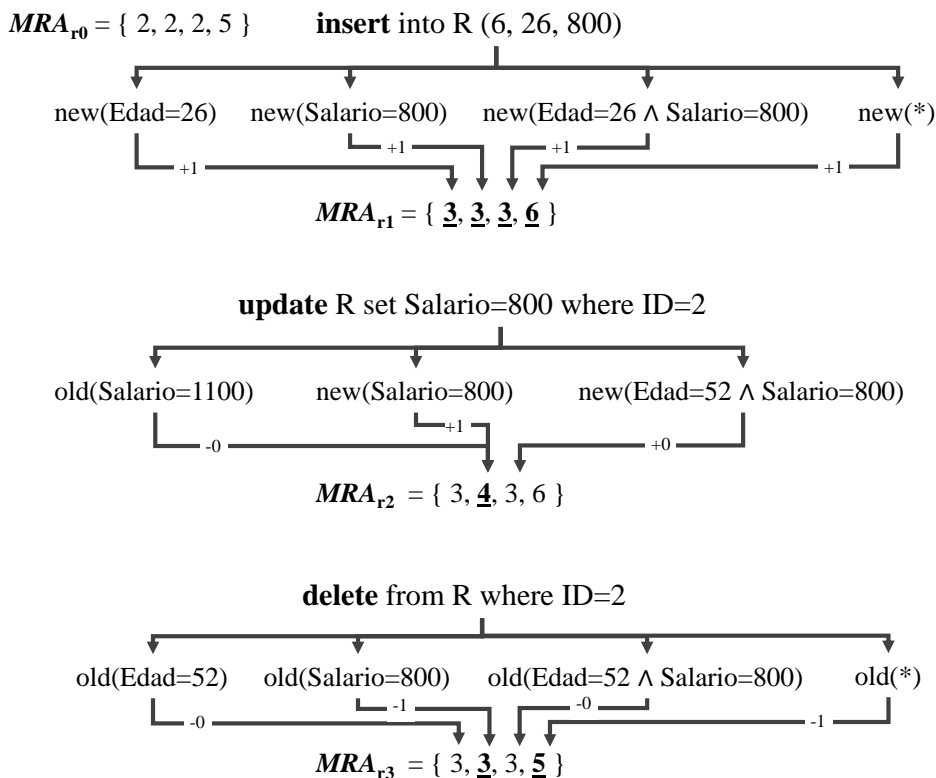 MRAr0 = { 2, 2, 2, 5 } insert into R (6, 26, 800)
new(Edad=26) new(Salario=800) new(Edad=26 ∧ Salario=800) new(*)
+1 +1 +1 +1
MRAr1 = { 3, 3, 3, 6 }
update R set Salario=800 where ID=2
old(Salario=1100) new(Salario=800) new(Edad=52 ∧ Salario=800)
-0 +1 +0
MRAr2 = { 3, 4, 3, 6 }
delete from R where ID=2
old(Edad=52) old(Salario=800) old(Edad=52 ∧ Salario=800) old(*)
-0 -1 -0 -1
MRAr3 = { 3, 3, 3, 5 }